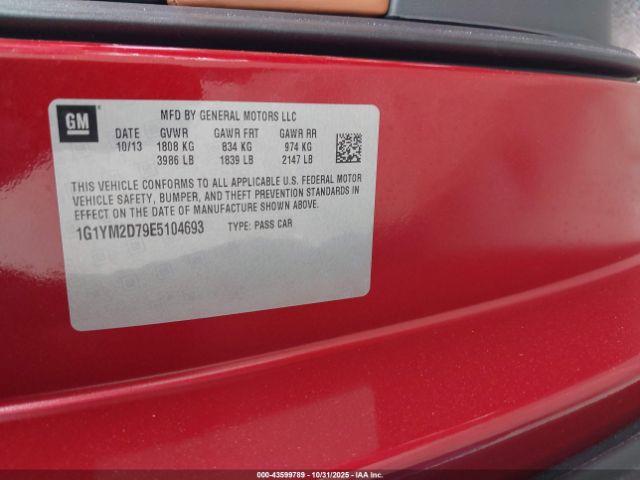 GM
MFD BY GENERAL MOTORS LLC
DATE GVWR GAWR FRT GAWR RR
10/13 1808 KG 834 KG 974 KG
3986 LB 1839 LB 2147 LB
THIS VEHICLE CONFORMS TO ALL APPLICABLE U.S. FEDERAL MOTOR
VEHICLE SAFETY, BUMPER, AND THEFT PREVENTION STANDARDS IN
EFFECT ON THE DATE OF MANUFACTURE SHOWN ABOVE.
1G1YM2D79E5104693 TYPE: PASS CAR
000-43599789 - 10/31/2025 - IAAI.com